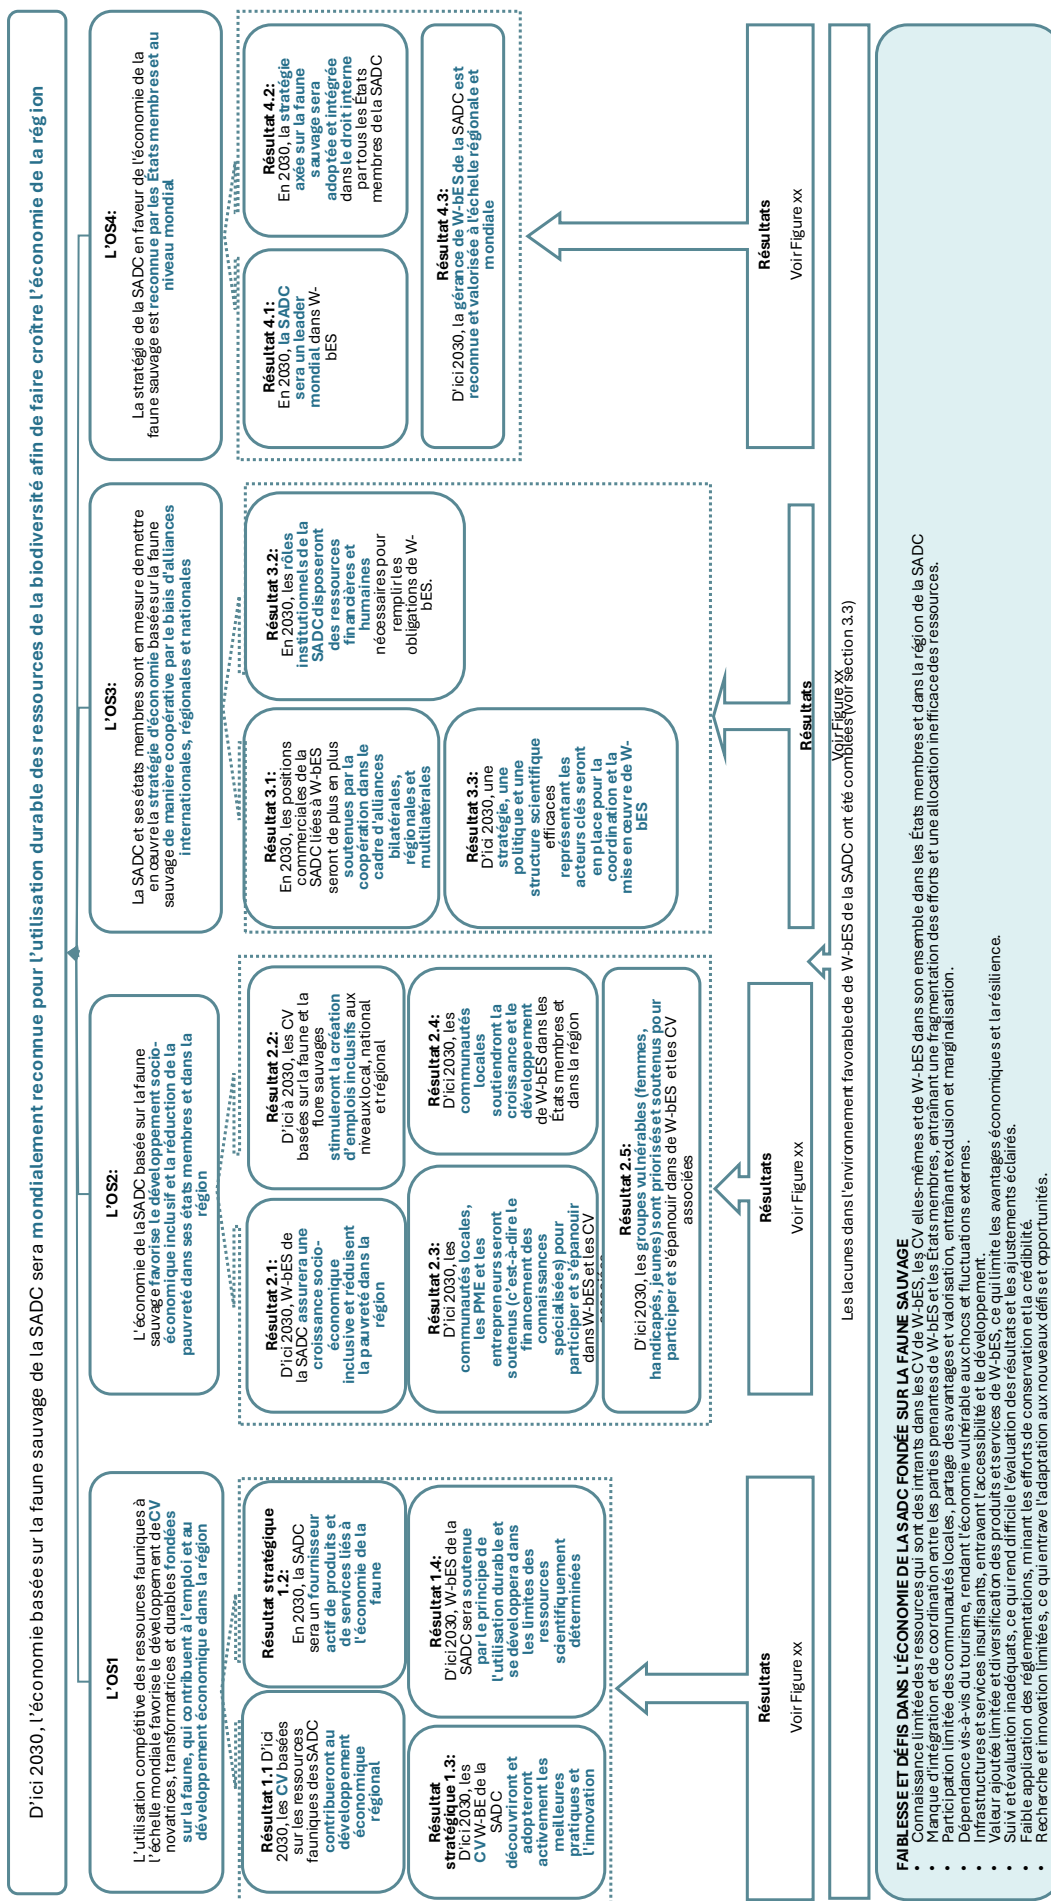 D'ici 2030, l'économie basée sur la faune sauvage de la SADC sera mondialement reconnue pour l'utilisation durable des ressources de la biodiversité afin de faire croître l'économie de la région
L'OS1
L'utilisation compétitive des ressources fauniques à
l'échelle mondiale favorise le développement de CV
novatrices, transformatrices et durables fondées
sur la faune, qui contribuent à l'emploi et au
développement économique dans la région
Résultat 1.1 D'ici
2030, les CV basées
sur les ressources
fauniques des SADC
contribueront au
développement
économique
régional
Résultat stratégique
1.2:
En 2030, la SADC
sera un fournisseur
actif de produits et
de services liés à
l'économie de la
faune
Résultat
stratégique 1.3:
D'ici 2030, les
CV W-BE de la
SADC
découvriront et
adopteront
activement les
meilleures
pratiques et
l'innovation
Résultat 1.4:
D'ici 2030, W-bES de la
SADC sera soutenue
par le principe de
l'utilisation durable et
se développera dans
les limites des
ressources
scientifiquement
déterminées
Résultats
Voir Figure xx
L'OS2:
L'économie de la SADC basée sur la faune
sauvage favorise le développement socio-
économique inclusif et la réduction de la
pauvreté dans ses états membres et dans la
région
Résultat 2.1:
D'ici 2030, W-bES de
la SADC assurera une
croissance socio-
économique
inclusive et réduisent
la pauvreté dans la
région
Résultat 2.2:
D'ici à 2030, les CV
basées sur la faune et la
flore sauvages
stimuleront la création
d'emplois inclusifs aux
niveaux local, national
et régional
Résultat 2.3:
D'ici 2030, les
communautés locales,
les PME et les
entrepreneurs seront
soutenus (c'est-à-dire le
financement des
connaissances
spécialisées) pour
participer et s'épanouir
dans W-bES et les CV
Résultat 2.4:
D'ici 2030, les
communautés
locales
soutiendront la
croissance et le
développement
de W-bES dans les
États membres et
dans la région
Résultat 2.5:
D'ici 2030, les groupes vulnérables (femmes,
handicapés, jeunes) sont priorisés et soutenus pour
participer et s'épanouir dans W-bES et les CV
associées
Résultats
Voir Figure xx
L'OS3:
La SADC et ses états membres sont en mesure de mettre
en œuvre la stratégie d'économie basée sur la faune
sauvage de manière coopérative par le biais d'alliances
internationales, régionales et nationales
Résultat 3.1:
En 2030, les positions
commerciales de la
SADC liées à W-bES
seront de plus en plus
soutenues par la
coopération dans le
cadre d'alliances
bilatérales,
régionales et
multilatérales
Résultat 3.2:
En 2030, les rôles
institutionnels de la
SADC disposeront
des ressources
financières et
humaines
nécessaires pour
remplir les
obligations de W-
bES.
Résultat 3.3:
D'ici 2030, une
stratégie, une
politique et une
structure scientifique
efficaces
représentant les
acteurs clés seront
en place pour la
coordination et la
mise en œuvre de W-
bES
Résultats
Voir Figure xx
L'OS4:
La stratégie de la SADC en faveur de l'économie de la
faune sauvage est reconnue par les États membres et au
niveau mondial
Résultat 4.1:
En 2030, la SADC
sera un leader
mondial dans W-
bES
Résultat 4.2:
En 2030, la stratégie
axée sur la faune
sauvage sera
adoptée et intégrée
dans le droit interne
par tous les États
membres de la SADC
Résultat 4.3:
D'ici 2030, la gérance de W-bES de la SADC est
reconnue et valorisée à l'échelle régionale et
mondiale
Résultats
Voir Figure xx
Les lacunes dans l'environnement favorable de de W-bES de la SADC ont été comblées (voir section 3.3)
FAIBLESSE ET DÉFIS DANS L'ÉCONOMIE DE LA SADC FONDÉE SUR LA FAUNE SAUVAGE
• Connaissance limitée des ressources qui sont des intrants dans les CV de W-bES, les CV elles-mêmes et de W-bES dans son ensemble dans les États membres et dans la région de la SADC
• Manque d'intégration et de coordination entre les parties prenantes de W-bES et les États membres, entraînant une fragmentation des efforts et une allocation inefficace des ressources.
• Participation limitée des communautés locales, partage des avantages et valorisation, entraînant exclusion et marginalisation.
• Dépendance vis-à-vis du tourisme, rendant l'économie vulnérable aux chocs et fluctuations externes.
• Infrastructures et services insuffisants, entravant l'accessibilité et le développement.
• Valeur ajoutée limitée et diversification des produits et services de W-bES, ce qui limite les avantages économiques et la résilience.
• Suivi et évaluation inadéquats, ce qui rend difficile l'évaluation des résultats et les ajustements éclairés.
• Faible application des réglementations, minant les efforts de conservation et la crédibilité.
• Recherche et innovation limitées, ce qui entrave l'adaptation aux nouveaux défis et opportunités.